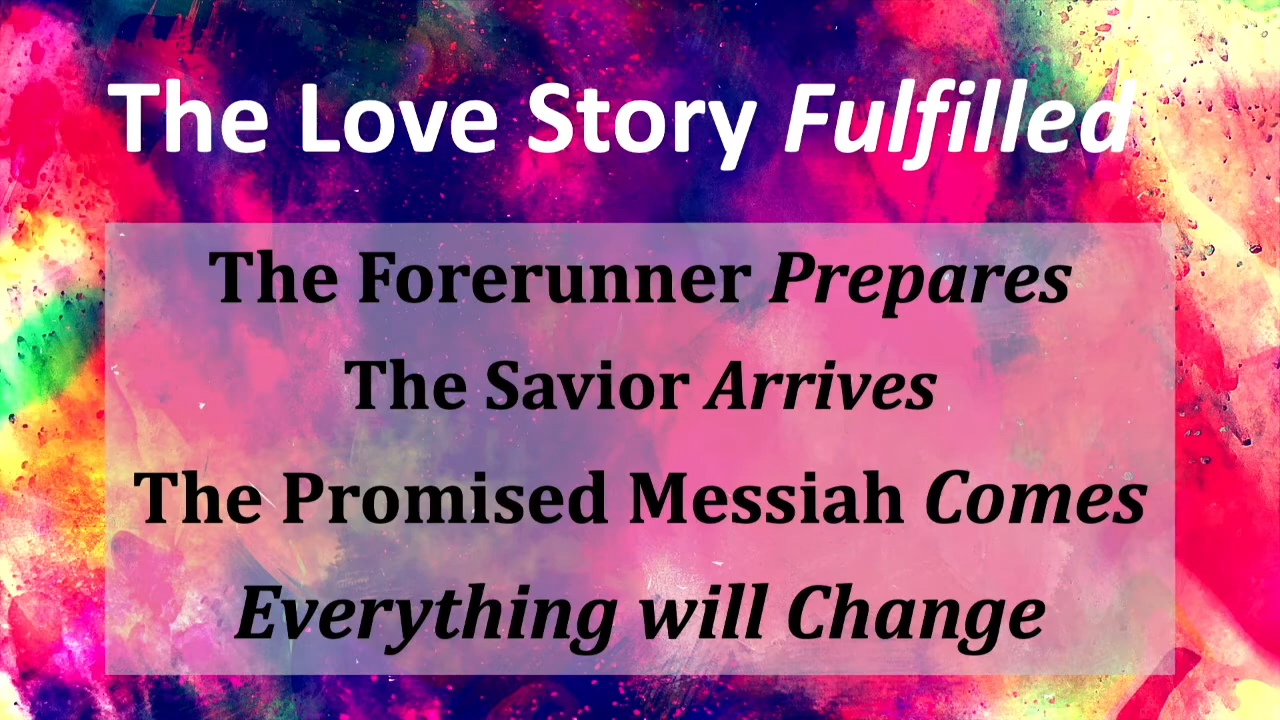 The Love Story Fulfilled
The Forerunner Prepares
The Savior Arrives
The Promised Messiah Comes
Everything will Change